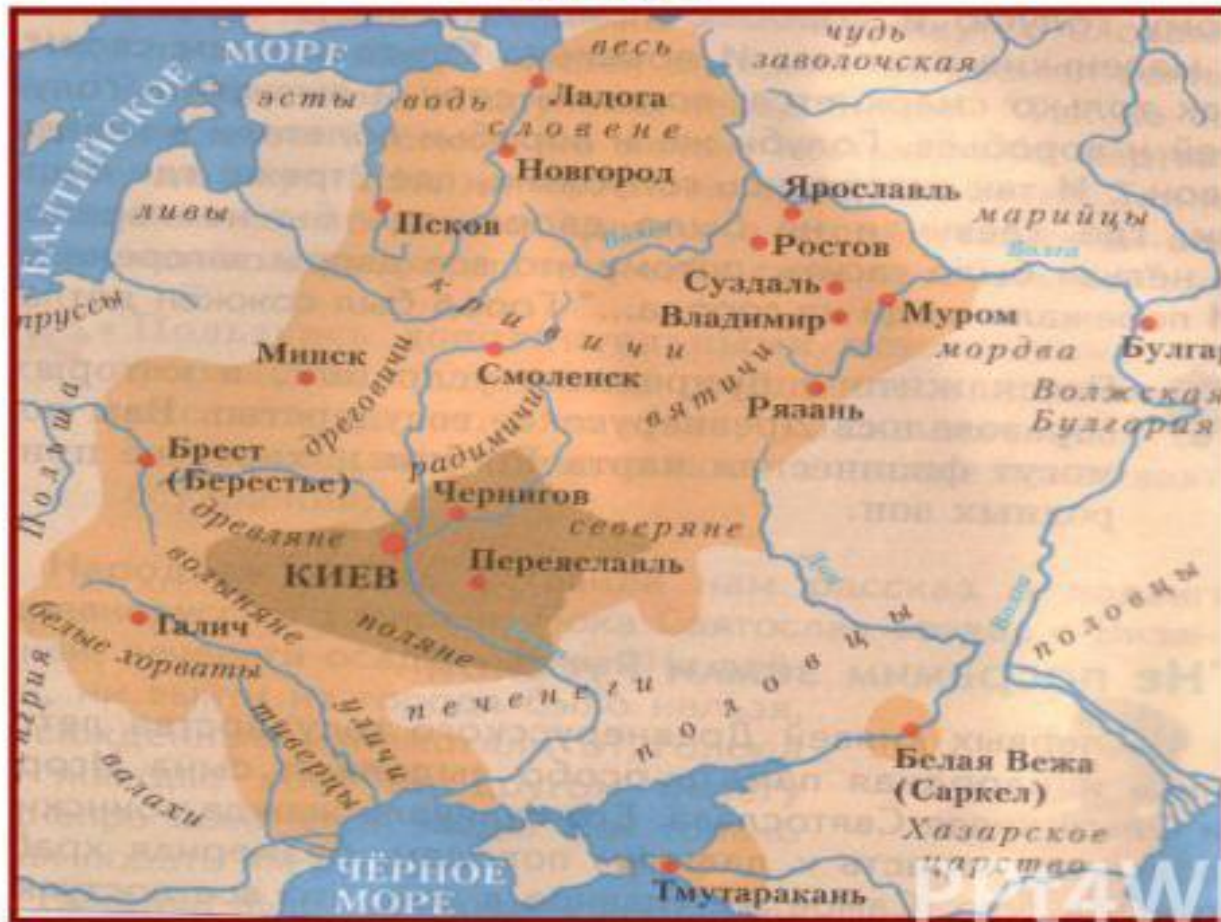 БАЛТИЙСКОЕ МОРЕ
весь
чудь
заволочская
эсты
водь
Ладога
словене
Новгород
Ярославль
ливы
Псков
марийцы
Ростов
Волга
Волга
пруссы
кривичи
Суздаль
Владимир
Муром
Минск
Смоленск
мордва
Булгар
дреговичи
вятичи
Рязань
Волжская
Булгария
Польша
радимичи
Брест
(Берестье)
Чернигов
северяне
древляне
КИЕВ
Переяславль
Дон
Волга
волыняне
половцы
Галич
поляне
Днепр
белые хорваты
печенеги
половцы
уличи
тиверцы
валахи
Белая Вежа
(Саркел)
Хазарское
царство
ЧЁРНОЕ
МОРЕ
Тмутаракань
PPt4W